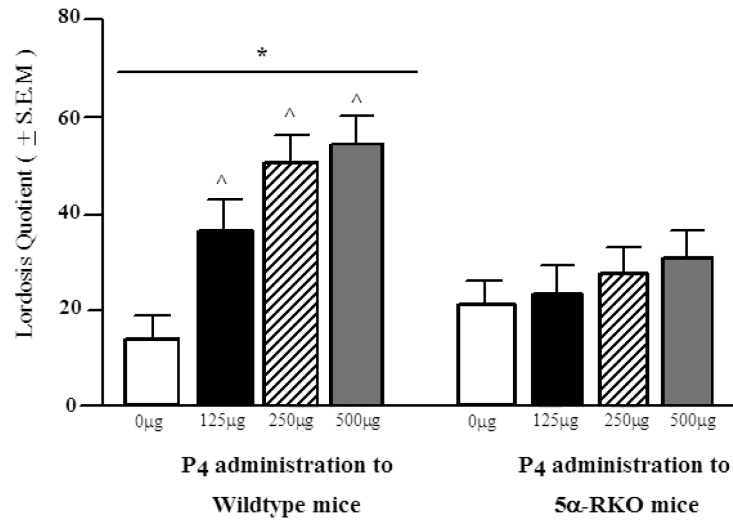 80
60
40
20
0
Lordosis Quotient ( ± S.E.M )
*
^
^
^
0µg 125µg 250µg 500µg 0µg 125µg 250µg 500µg
P4 administration to
Wildtype mice
P4 administration to
5α-RKO mice